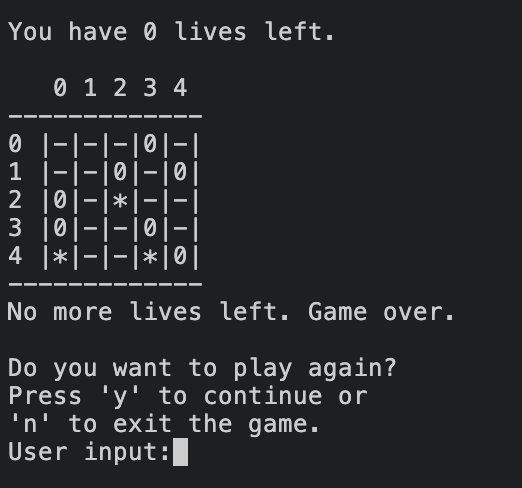 You have 0 lives left.
0 1 2 3 4
-------------
0 |-|-|-|0|-|
1 |-|-|0|-|0|
2 |0|-|*|-|-|
3 |0|-|-|0|-|
4 |*|-|-|*|0|
-------------
No more lives left. Game over.
Do you want to play again?
Press 'y' to continue or
'n' to exit the game.
User input: